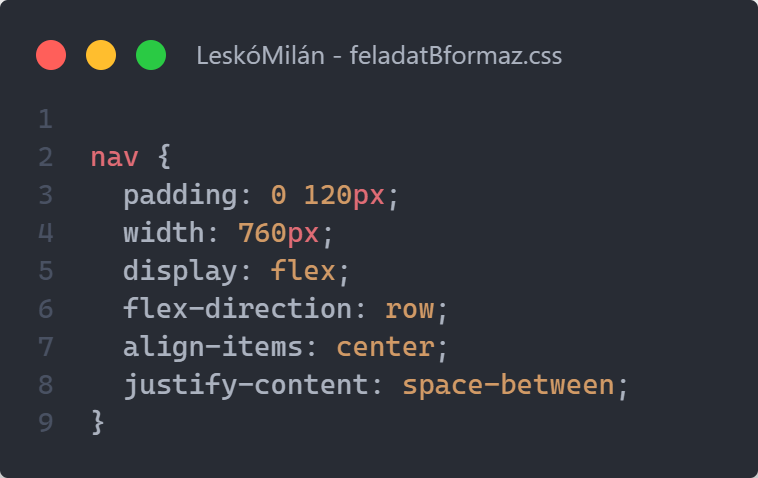 LeskóMilán - feladatBformaz.css
1
2 nav {
3   padding: 0 120px;
4   width: 760px;
5   display: flex;
6   flex-direction: row;
7   align-items: center;
8   justify-content: space-between;
9 }